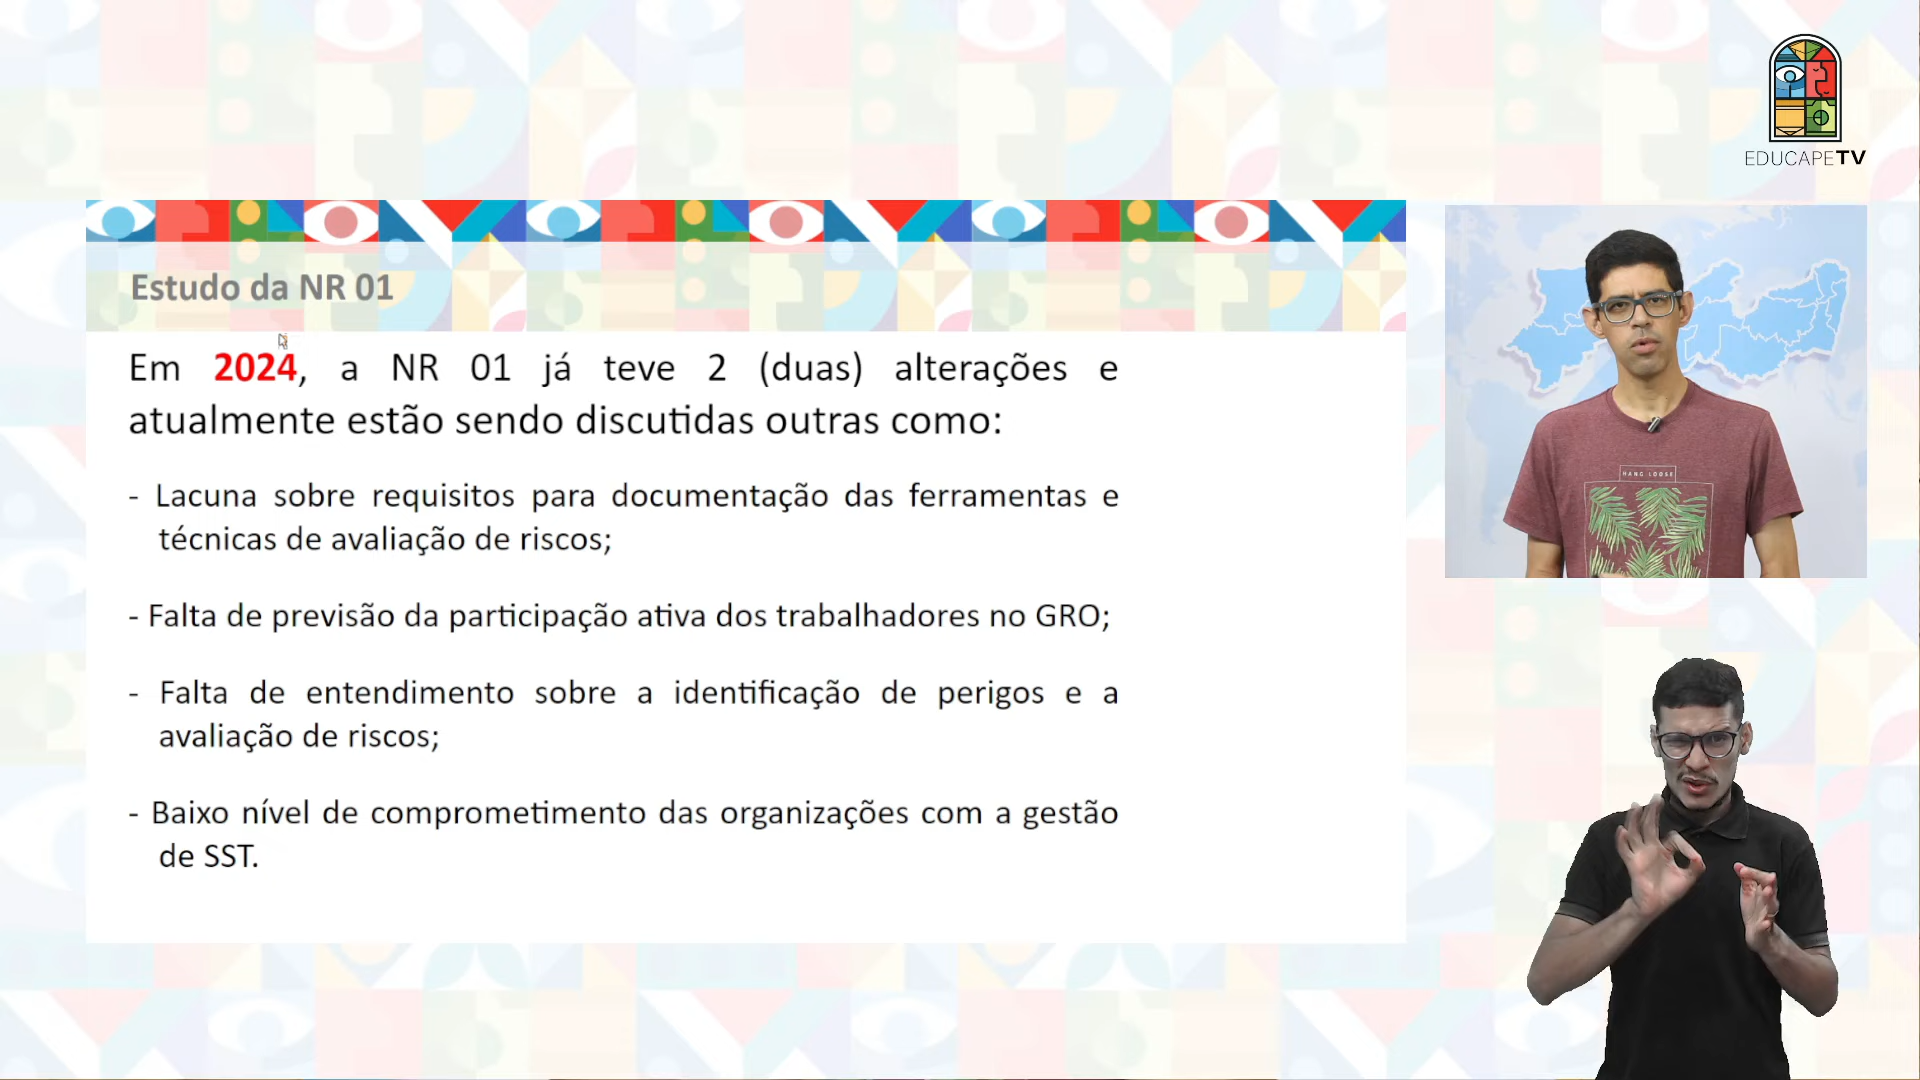 EDUCAPETV
Estudo da NR 01
Em 2024, a NR 01 já teve 2 (duas) alterações e
atualmente estão sendo discutidas outras como:
- Lacuna sobre requisitos para documentação das ferramentas e
técnicas de avaliação de riscos;
- Falta de previsão da participação ativa dos trabalhadores no GRO;
- Falta de entendimento sobre a identificação de perigos e a
avaliação de riscos;
- Baixo nível de comprometimento das organizações com a gestão
de SST.
HANG LOOSE